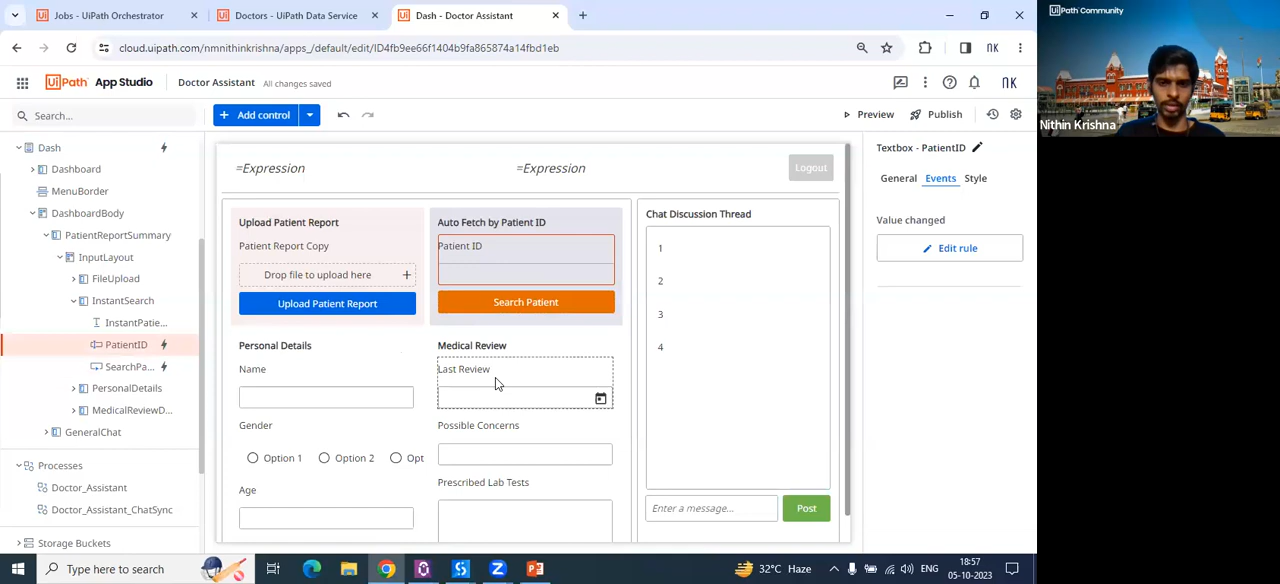 Jobs - UiPath Orchestrator
Doctors - UiPath Data Serv
Dash - Doctor Assistant
cloud.uipath.com/nmnithinkrishna/apps_/default/edit/ID4fb9ee66f1404b9fa865874a14fbd1eb
NK
UiPath Community
UiPath App Studio
Doctor Assistant
All changes saved
NK
Search...
Add control
Preview
Publish
Nithin Krishna
Dash
Dashboard
MenuBorder
DashboardBody
PatientReportSummary
InputLayout
FileUpload
InstantSearch
InstantPatie...
PatientID
SearchPa...
PersonalDetails
MedicalReviewD...
GeneralChat
Processes
Doctor_Assistant
Doctor_Assistant_ChatSync
Storage Buckets
=Expression
=Expression
Logout
Upload Patient Report
Patient Report Copy
Drop file to upload here
Upload Patient Report
Auto Fetch by Patient ID
Patient ID
Search Patient
Personal Details
Name
Gender
Option 1
Option 2
Opt
Age
Medical Review
Last Review
Possible Concerns
Prescribed Lab Tests
Chat Discussion Thread
1
2
3
4
Enter a message...
Post
Textbox - PatientID
General
Events
Style
Value changed
Edit rule
Type here to search
32°C Haze
ENG
18:57
05-10-2023